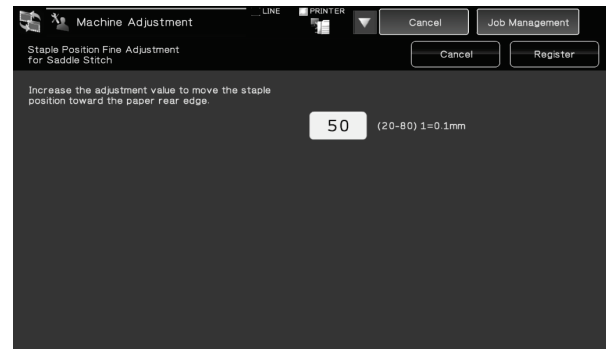 LINE
PRINTER
Machine Adjustment
Cancel
Job Management
Staple Position Fine Adjustment
for Saddle Stitch
Cancel
Register
Increase the adjustment value to move the staple
position toward the paper rear edge.
50
(20-80) 1=0.1mm